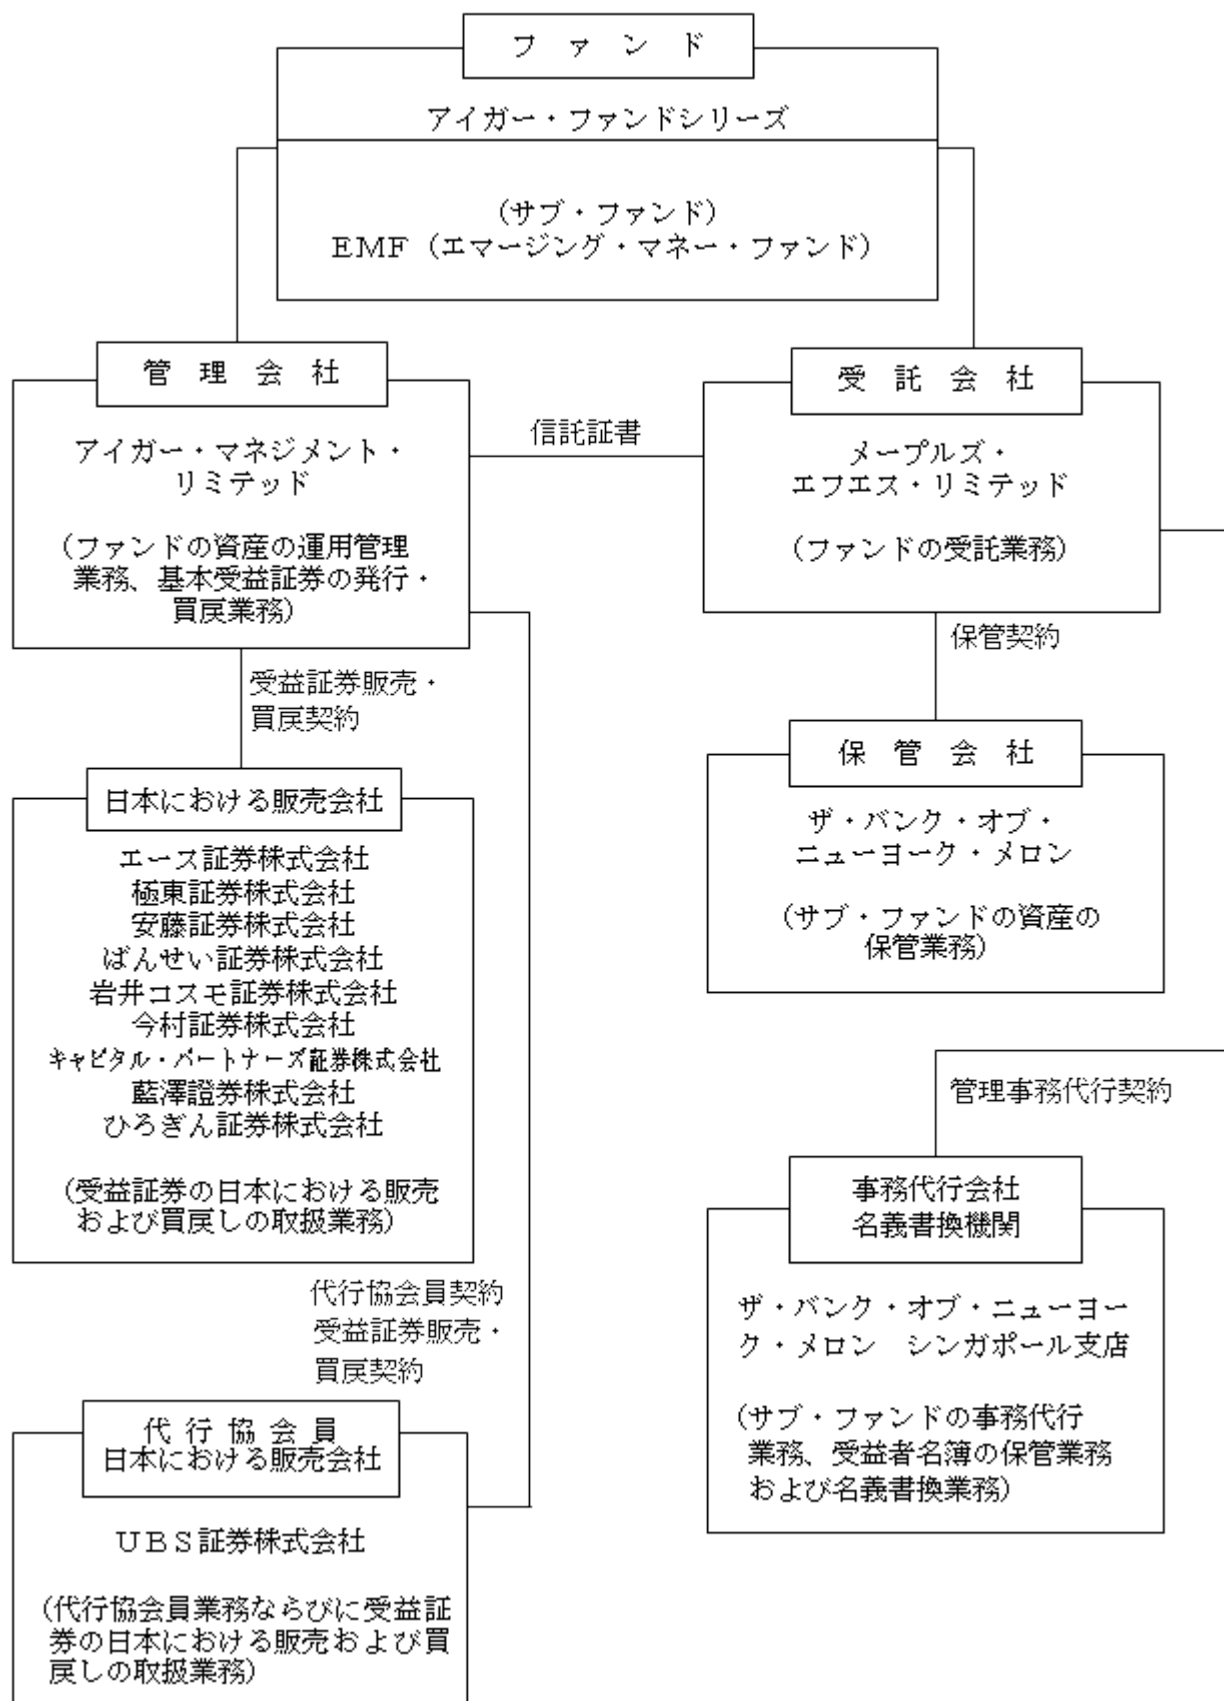 ファンド
アイガー・ファンドシリーズ
(サブ・ファンド)
EMF(エマージング・マネー・ファンド)
管理会社
アイガー・マネジメント・
リミテッド
(ファンドの資産の運用管理
業務、基本受益証券の発行・
買戻業務)
信託証書
受託会社
メープルズ・
エフエス・リミテッド
(ファンドの受託業務)
受益証券販売・
買戻契約
保管契約
日本における販売会社
エース証券株式会社
極東証券株式会社
安藤証券株式会社
ばんせい証券株式会社
岩井コスモ証券株式会社
今村証券株式会社
キャピタル・パートナーズ証券株式会社
藍澤證券株式会社
ひろぎん証券株式会社
(受益証券の日本における販売
および買戻しの取扱業務)
保管会社
ザ・バンク・オブ・
ニューヨーク・メロン
(サブ・ファンドの資産の
保管業務)
管理事務代行契約
事務代行会社
名義書換機関
ザ・バンク・オブ・ニューヨー
ク・メロン シンガポール支店
(サブ・ファンドの事務代行
業務、受益者名簿の保管業務
および名義書換業務)
代行協会員契約
受益証券販売・
買戻契約
代行協会員
日本における販売会社
UBS証券株式会社
(代行協会員業務ならびに受益証
券の日本における販売および買
戻しの取扱業務)